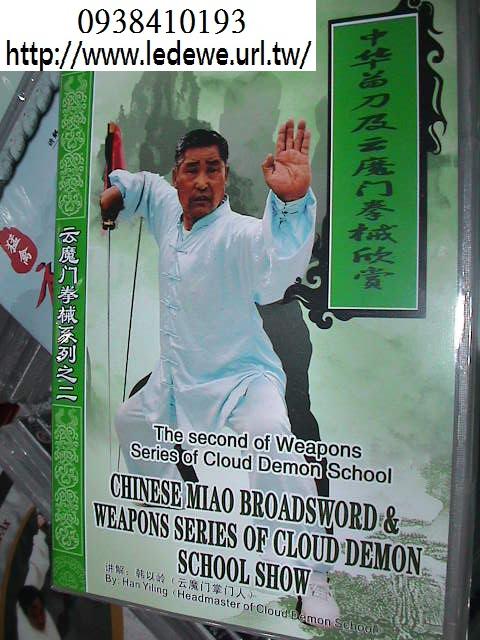 0938410193
http://www.ledewe.url.tw/
中华苗刀及云魔门拳械欣赏
云魔门拳械系列之二
The second of Weapons
Series of Cloud Demon School
CHINESE MIAO BROADSWORD &
WEAPONS SERIES OF CLOUD DEMON
SCHOOL SHOW
讲解：韩以岭（云魔门掌门人）
By: Han Yiling (Headmaster of Cloud Demon School)